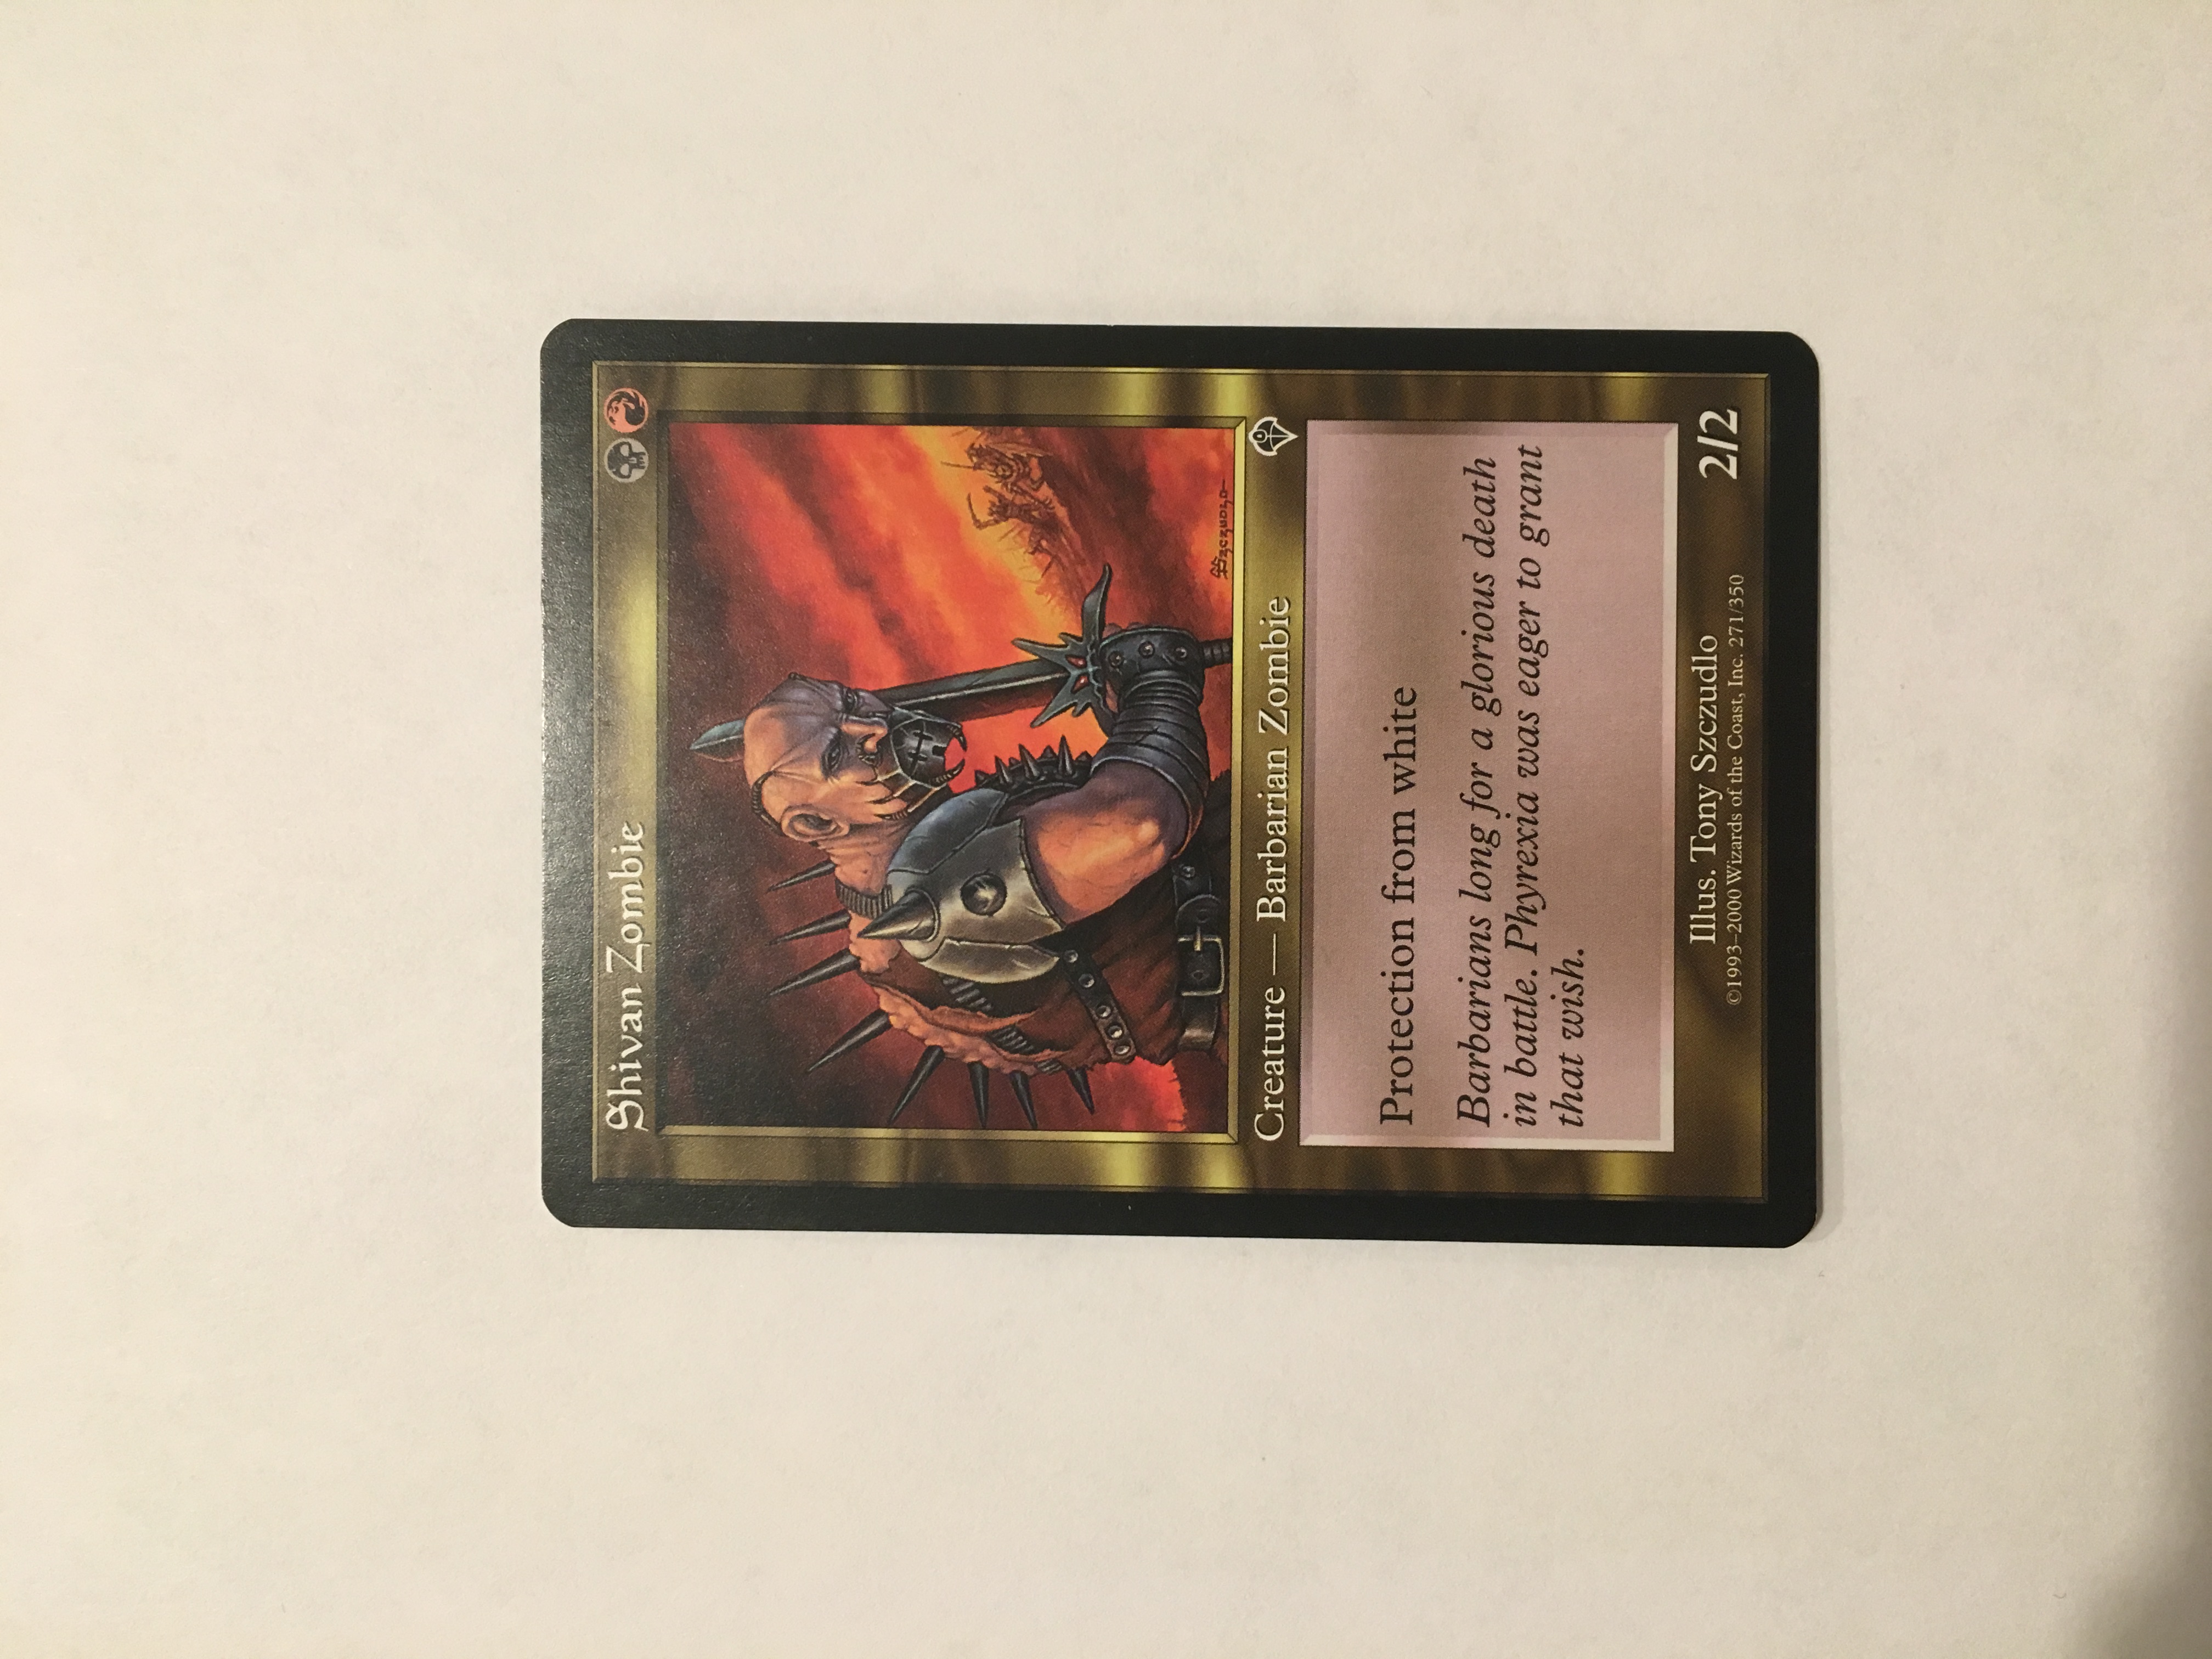 Shivan Zombie
Szczudlo
Creature — Barbarian Zombie
Protection from white
Barbarians long for a glorious death
in battle. Phyrexia was eager to grant
that wish.
Illus. Tony Szczudlo
©1993–2000 Wizards of the Coast, Inc. 271/350
2/2